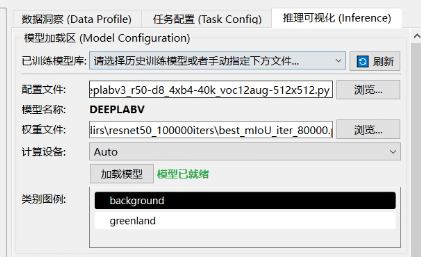 数据洞察 (Data Profile) 任务配置 (Task Config) 推理可视化 (Inference)
模型加载区 (Model Configuration)
已训练模型库: 请选择历史训练模型或者手动指定下方文件... 刷新
配置文件: eplabv3_r50-d8_4xb4-40k_voc12aug-512x512.py 浏览...
模型名称: DEEPLABV
权重文件: lirs\resnet50_100000iters\best_mIoU_iter_80000.p 浏览...
计算设备: Auto
加载模型 模型已就绪
类别图例: background
greenland